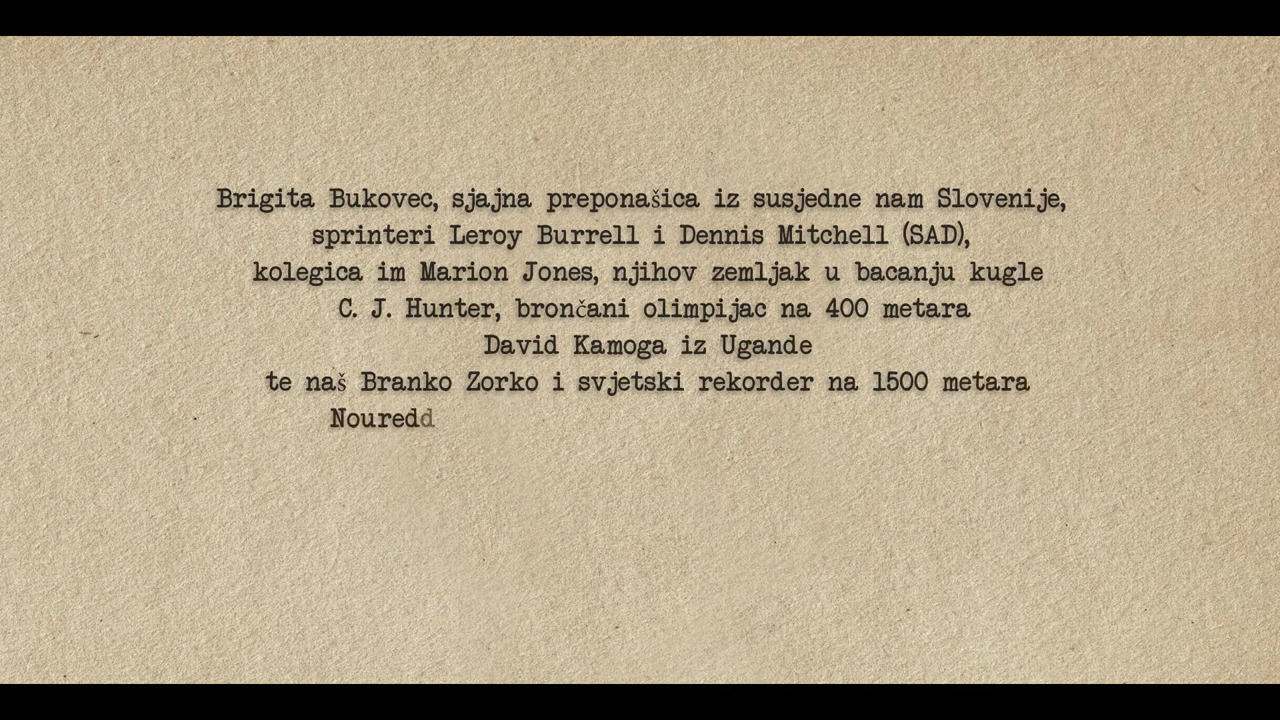 Brigita Bukovec, sjajna preponašica iz susjedne nam Slovenije,
sprinteri Leroy Burrell i Dennis Mitchell (SAD),
kolegica im Marion Jones, njihov zemljak u bacanju kugle
C. J. Hunter, brončani olimpijac na 400 metara
David Kamoga iz Ugande
te naš Branko Zorko i svjetski rekorder na 1500 metara
Nouredd